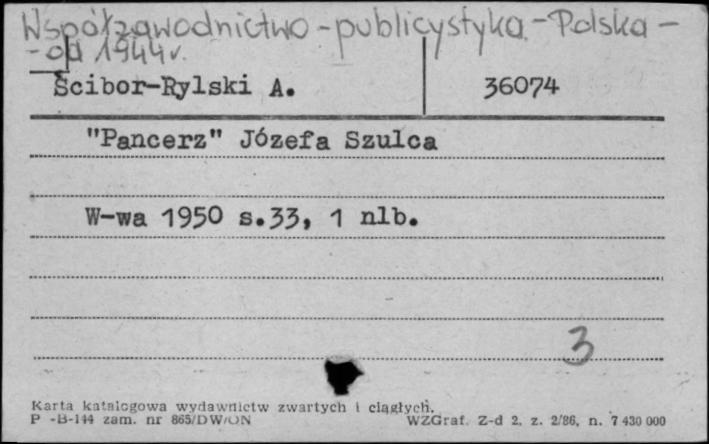 Współzawodnictwo - publicystyka - Polska -
- od 1944 r.
Ścibor-Rylski A. 36074
"Pancerz" Józefa Szulca
W-wa 1950 s.33, 1 nlb.
3
Karta katalogowa wydawnictw zwartych i ciągłych.
P -B-144 zam. nr 865/DW/ON WZGraf. Z-d 2, z. 2/86, n. 7 430 000